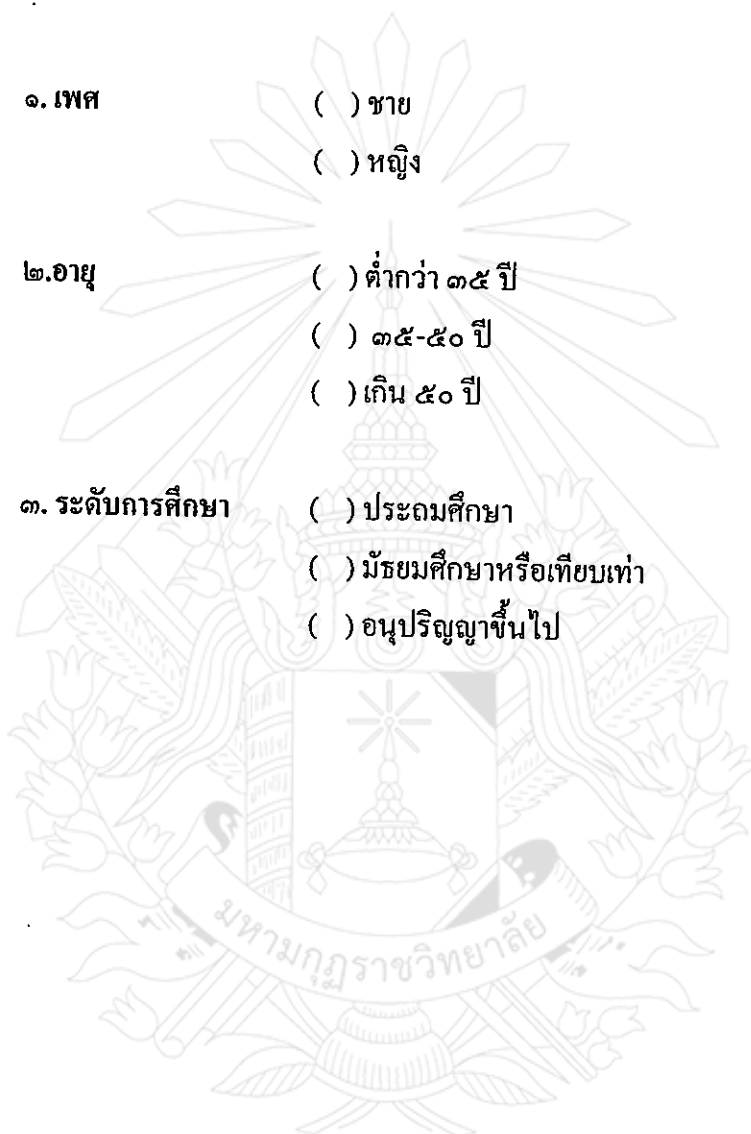 ๑. เพศ ( ) ชาย
( ) หญิง
๒.อายุ ( ) ต่ำกว่า ๓๕ ปี
( ) ๓๕-๕๐ ปี
( ) เกิน ๕๐ ปี
๓. ระดับการศึกษา ( ) ประถมศึกษา
( ) มัธยมศึกษาหรือเทียบเท่า
( ) อนุปริญญาขึ้นไป
มหามกุฏราชวิทยาลัย